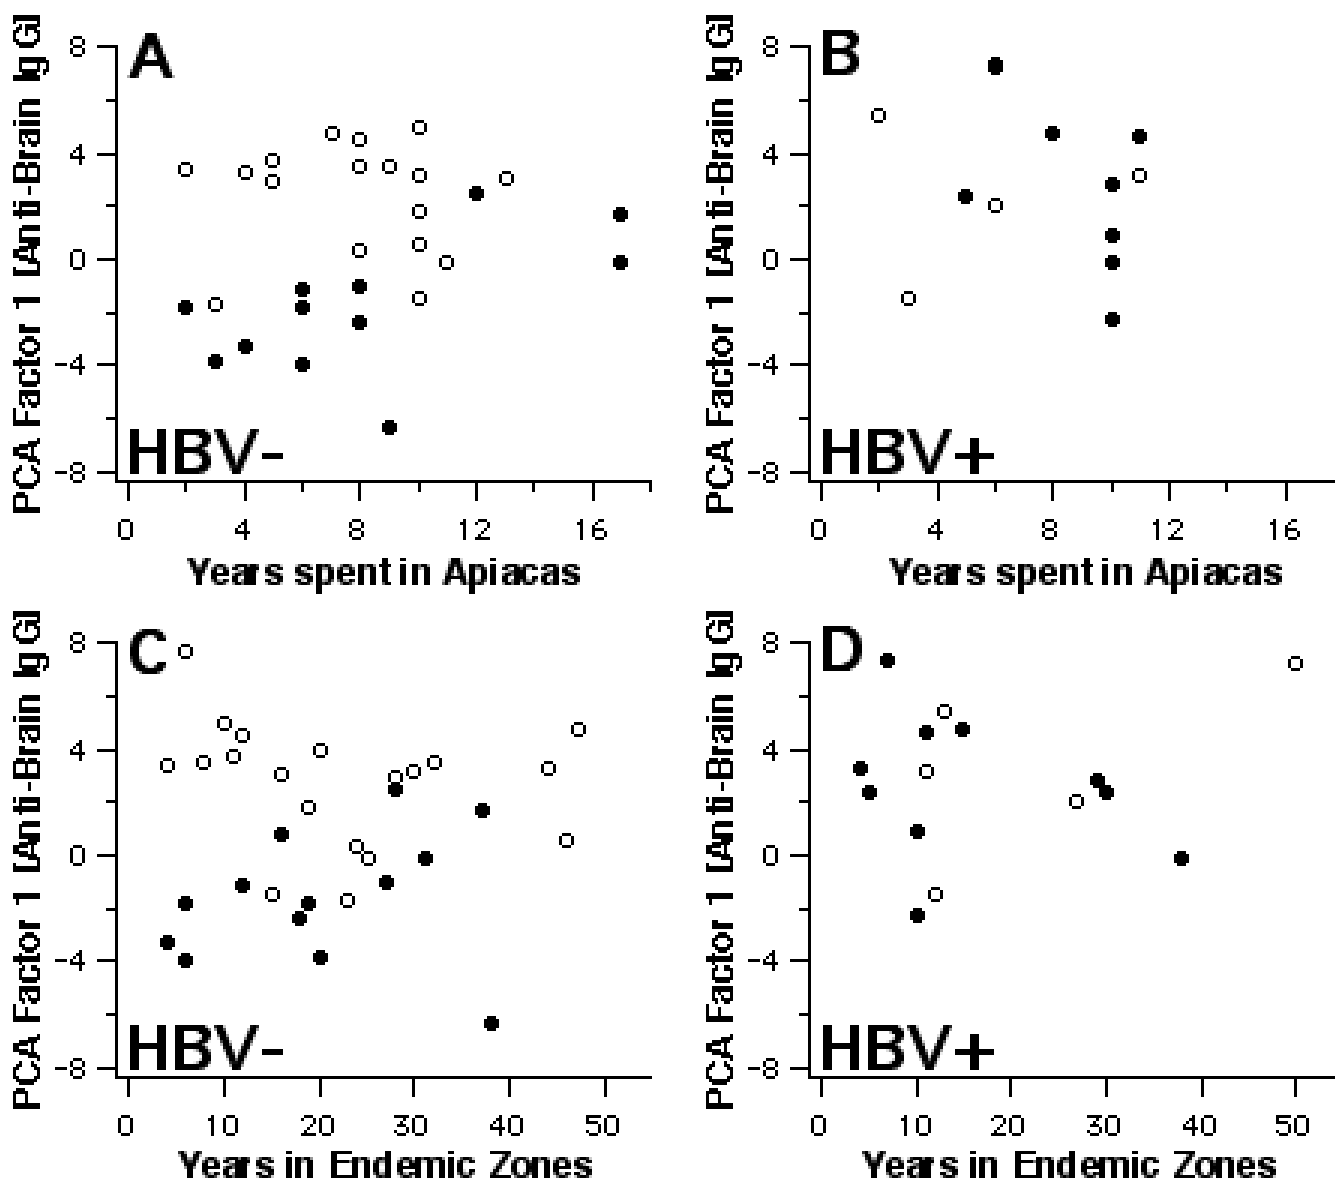 A
PCA Factor 1 [Anti-Brain IgG]
8
4
0
-4
-8
HBV-
0 4 8 12 16
Years spent in Apiacas
B
PCA Factor 1 [Anti-Brain IgG]
8
4
0
-4
-8
HBV+
0 4 8 12 16
Years spent in Apiacas
C
PCA Factor 1 [Anti-Brain IgG]
8
4
0
-4
-8
HBV-
0 10 20 30 40 50
Years in Endemic Zones
D
PCA Factor 1 [Anti-Brain IgG]
8
4
0
-4
-8
HBV+
0 10 20 30 40 50
Years in Endemic Zones